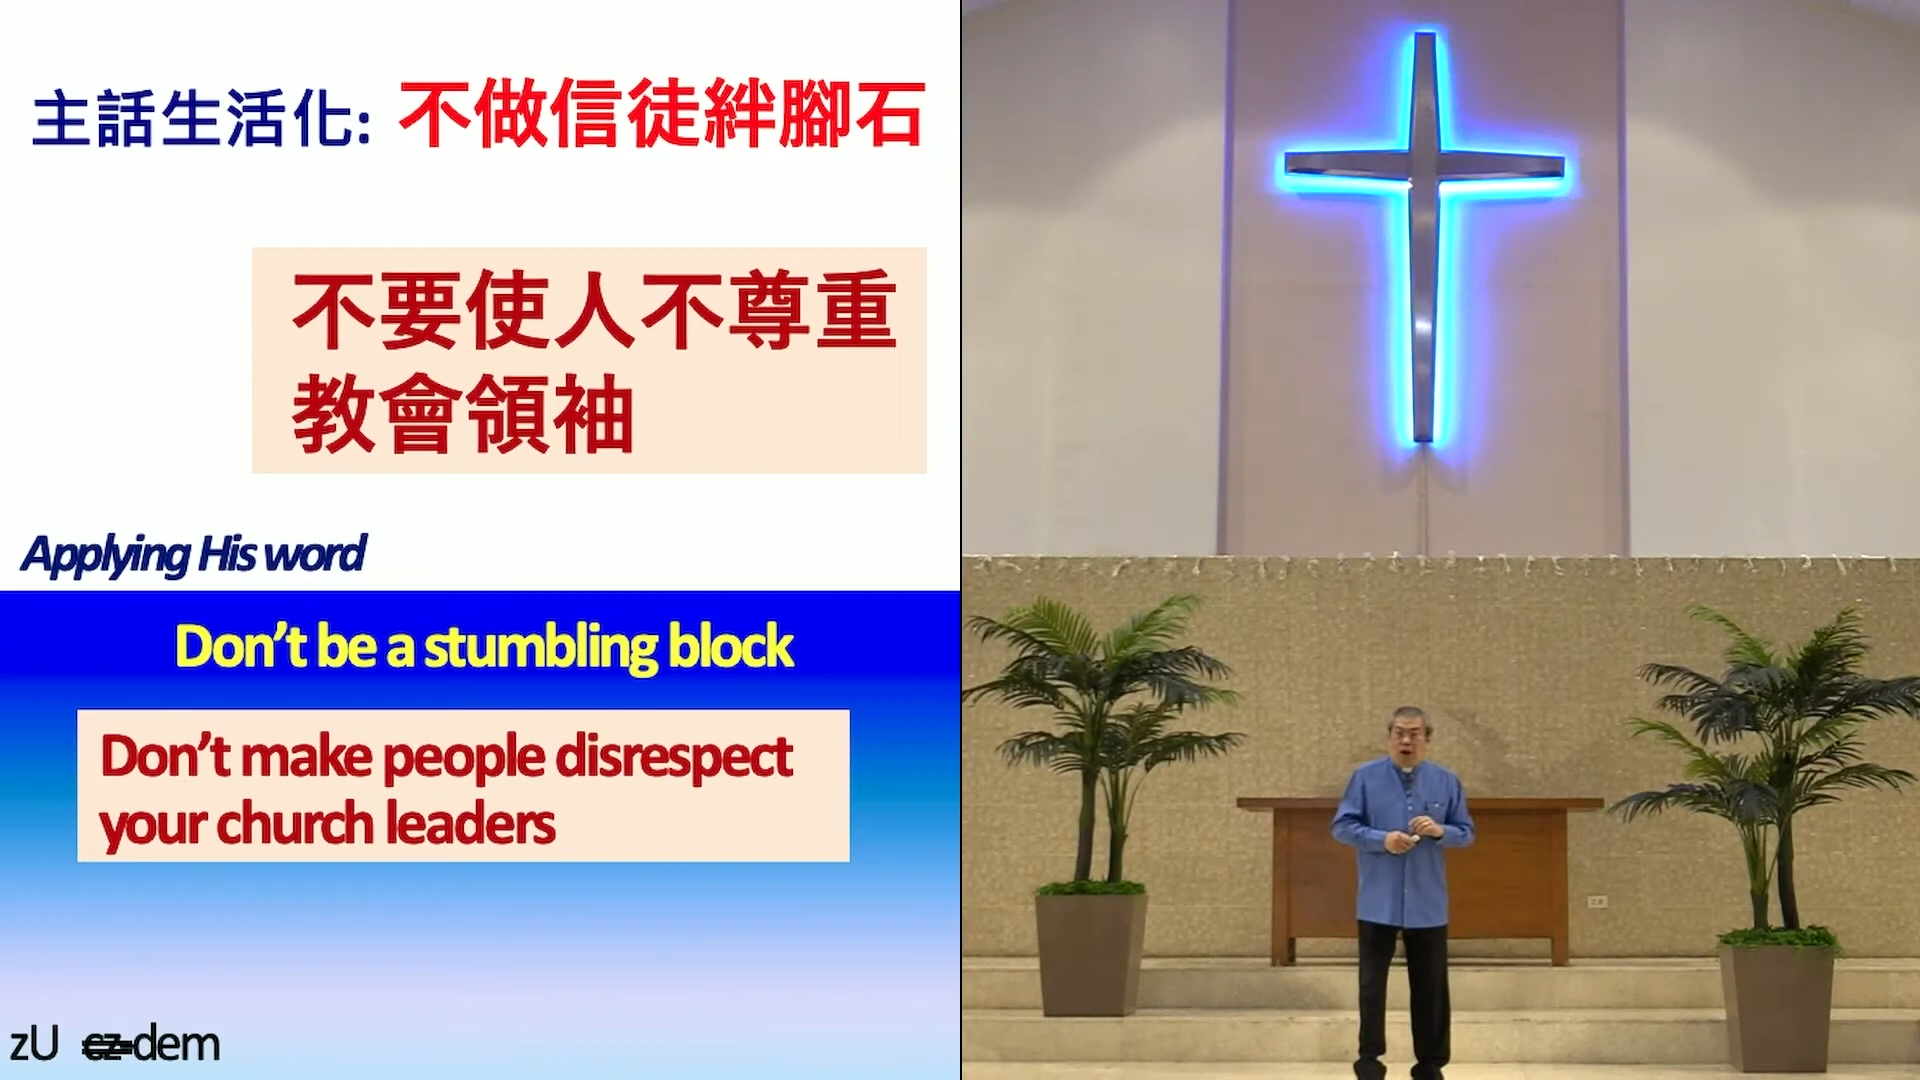 主話生活化: 不做信徒絆腳石
不要使人不尊重
教會領袖
Applying His word
Don't be a stumbling block
Don't make people disrespect
your church leaders
zU cz dem